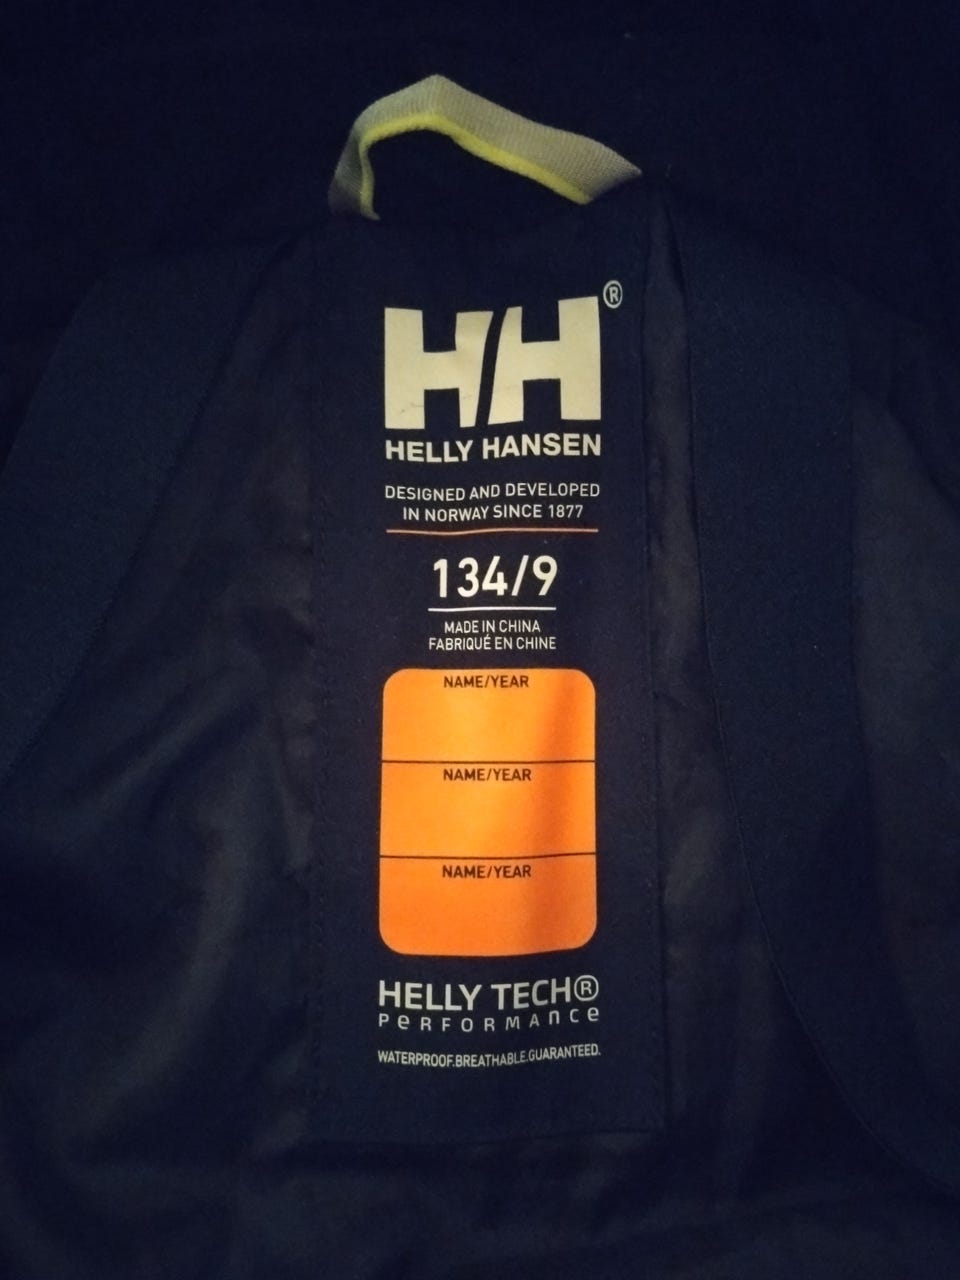 HH®
HELLY HANSEN
DESIGNED AND DEVELOPED
IN NORWAY SINCE 1877
134/9
MADE IN CHINA
FABRIQUÉ EN CHINE
NAME/YEAR
NAME/YEAR
NAME/YEAR
HELLY TECH®
PeRFORMAnce
WATERPROOF.BREATHABLE.GUARANTEED.